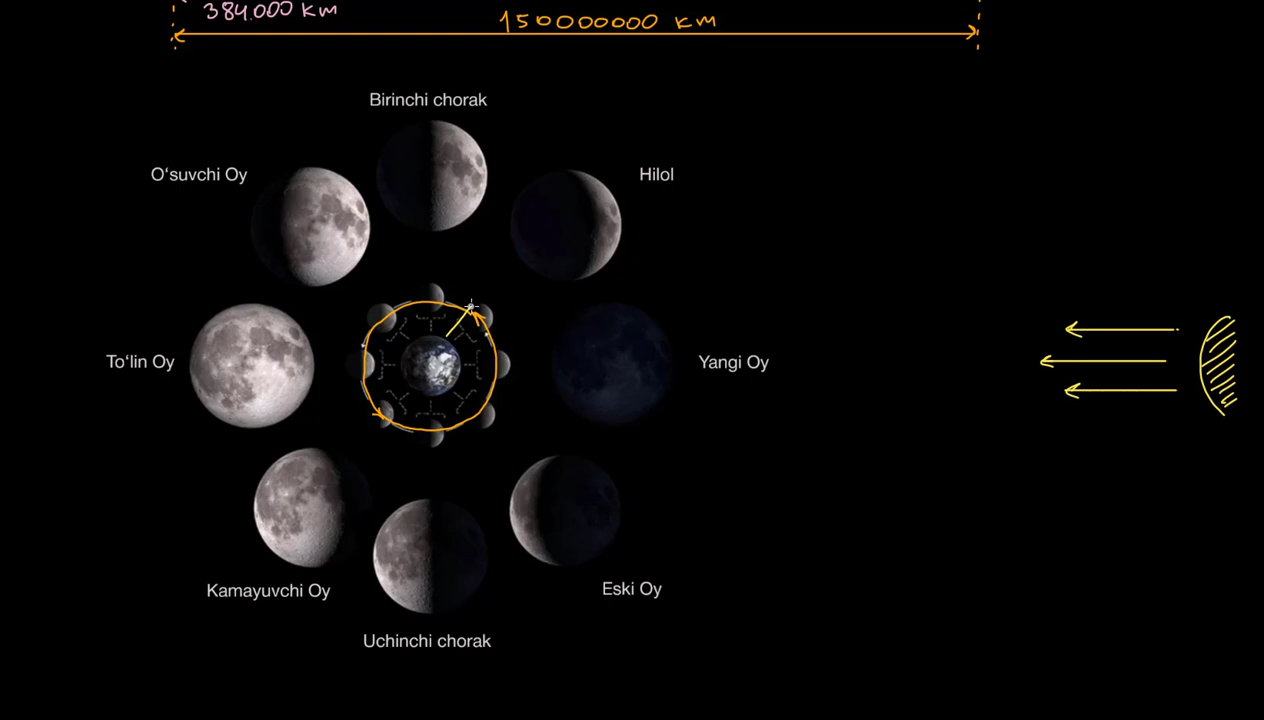 384.000 km
150000000 км
Birinchi chorak
O‘suvchi Oy
Hilol
To‘lin Oy
Yangi Oy
Kamayuvchi Oy
Eski Oy
Uchinchi chorak